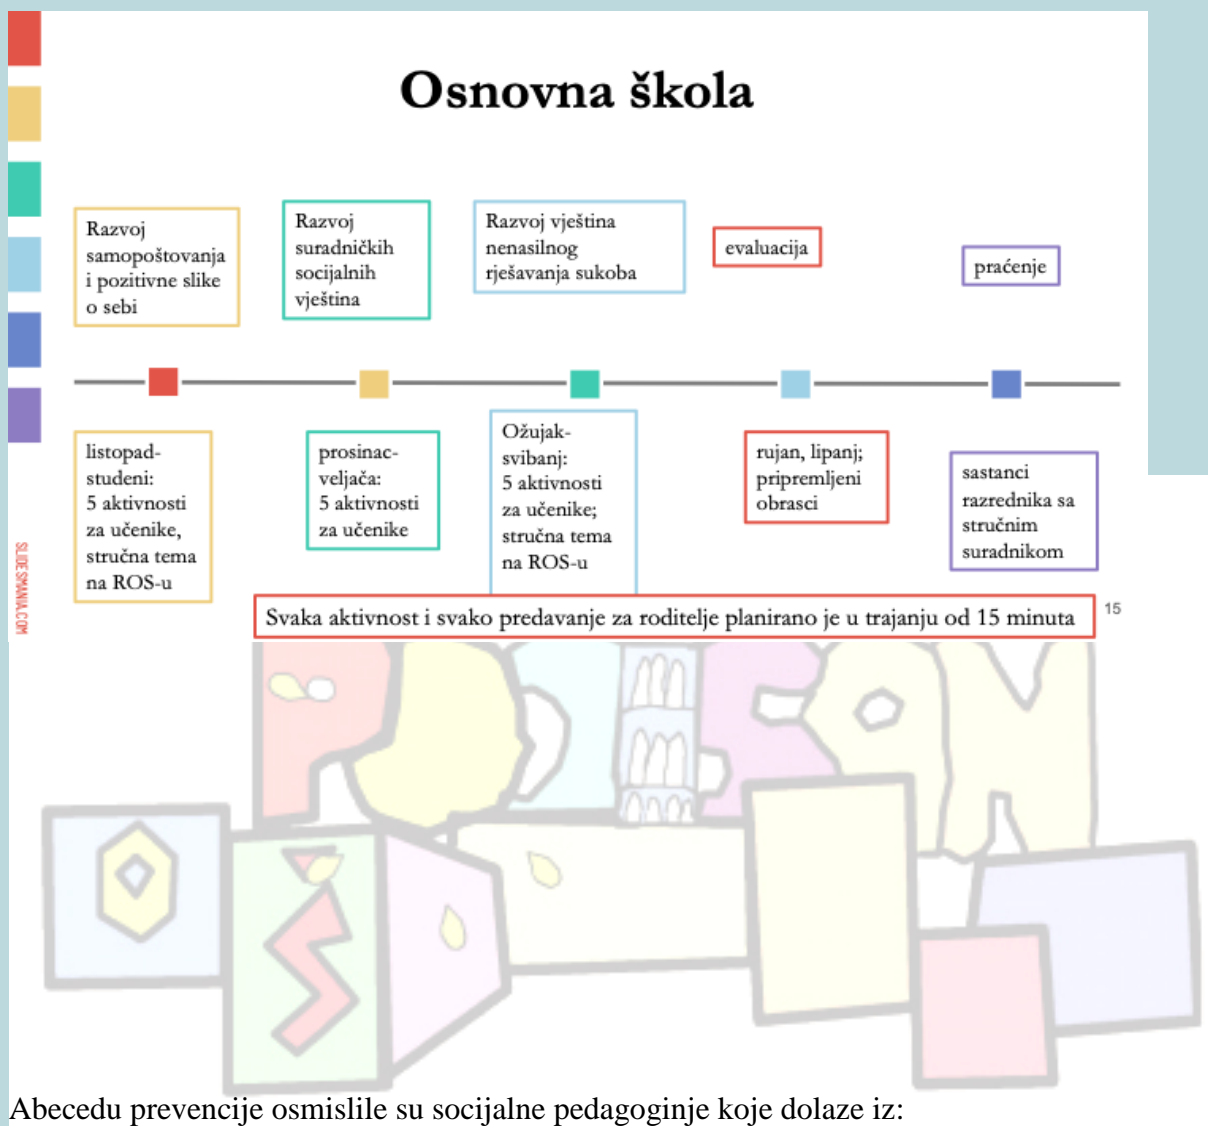 Osnovna škola
Razvoj
samopoštovanja
i pozitivne slike
o sebi
Razvoj
suradničkih
socijalnih
vještina
Razvoj vještina
nenasilnog
rješavanja sukoba
evaluacija
praćenje
listopad-
studeni:
5 aktivnosti
za učenike,
stručna tema
na ROS-u
prosinac-
veljača:
5 aktivnosti
za učenike
Ožujak-
svibanj:
5 aktivnosti
za učenike;
stručna tema
na ROS-u
rujan, lipanj;
pripremljeni
obrasci
sastanci
razrednika sa
stručnim
suradnikom
SLIDESMANIA.COM
Svaka aktivnost i svako predavanje za roditelje planirano je u trajanju od 15 minuta
15
Abecedu prevencije osmislile su socijalne pedagoginje koje dolaze iz: